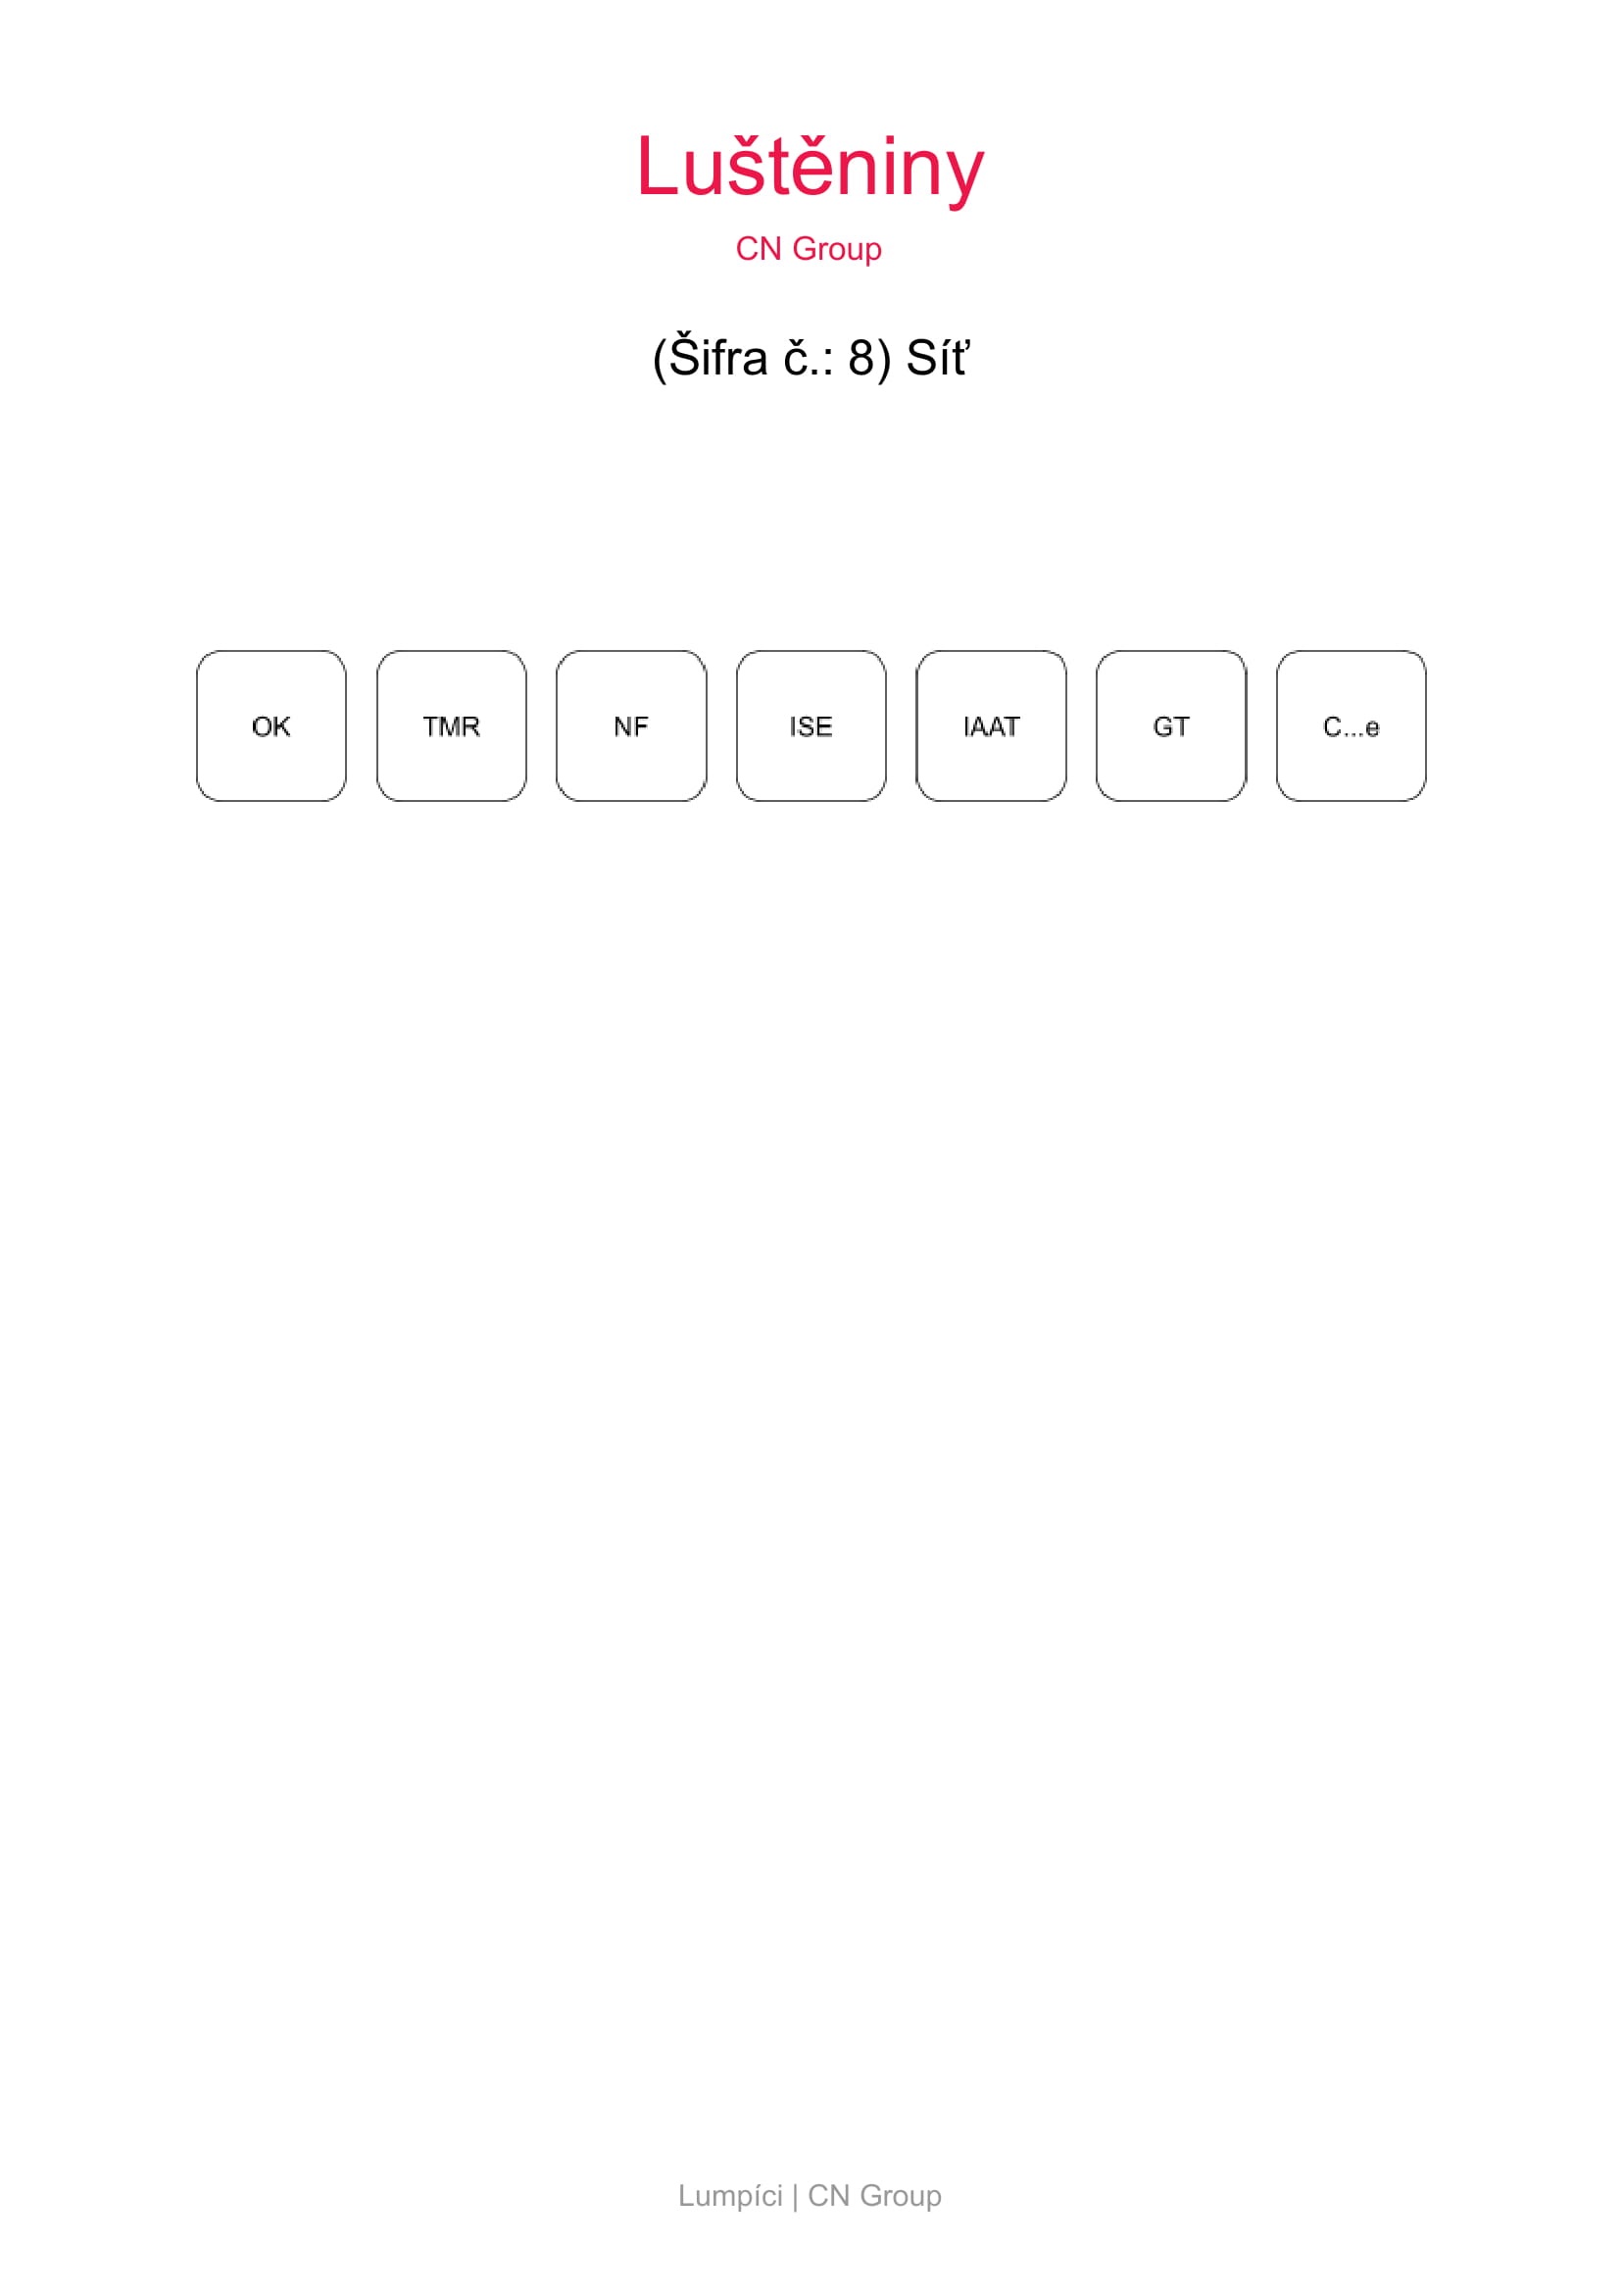 Luštěniny
CN Group
(Šifra č.: 8) Síť
OK TMR NF ISE IAAT GT C...e
Lumpíci | CN Group